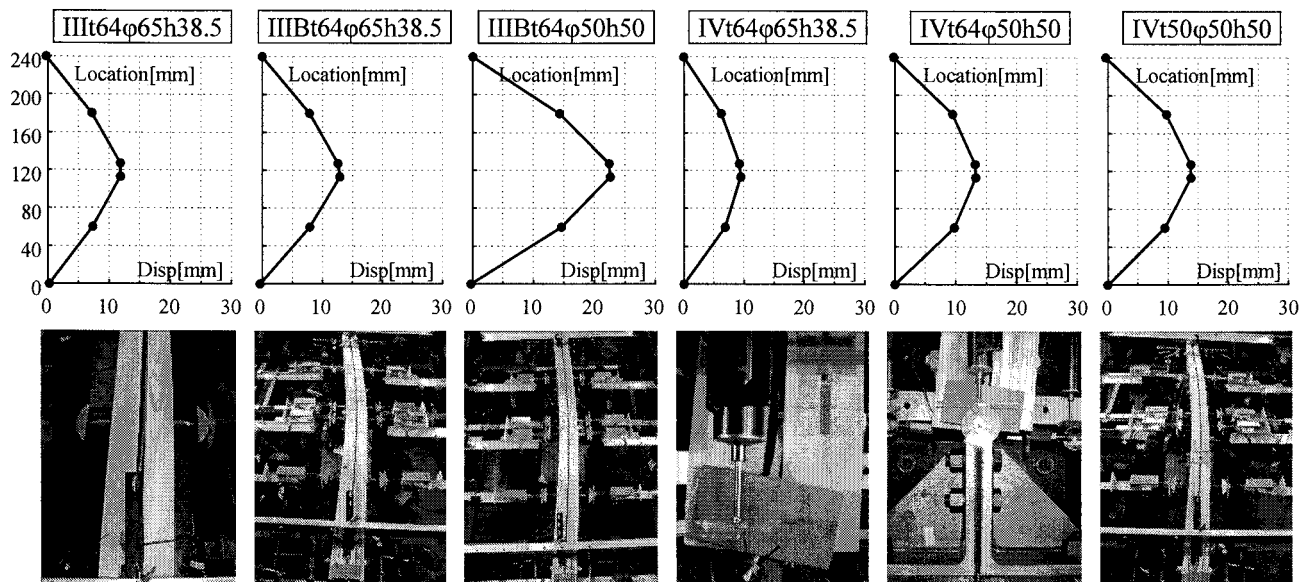 IIIt64φ65h38.5 IIIBt64φ65h38.5 IIIBt64φ50h50 IVt64φ65h38.5 IVt64φ50h50 IVt50φ50h50
240 Location[mm] Location[mm] Location[mm] Location[mm] Location[mm] Location[mm]
200
160
120
80
40
0 Disp[mm] Disp[mm] Disp[mm] Disp[mm] Disp[mm] Disp[mm]
0 10 20 30 0 10 20 30 0 10 20 30 0 10 20 30 0 10 20 30 0 10 20 30